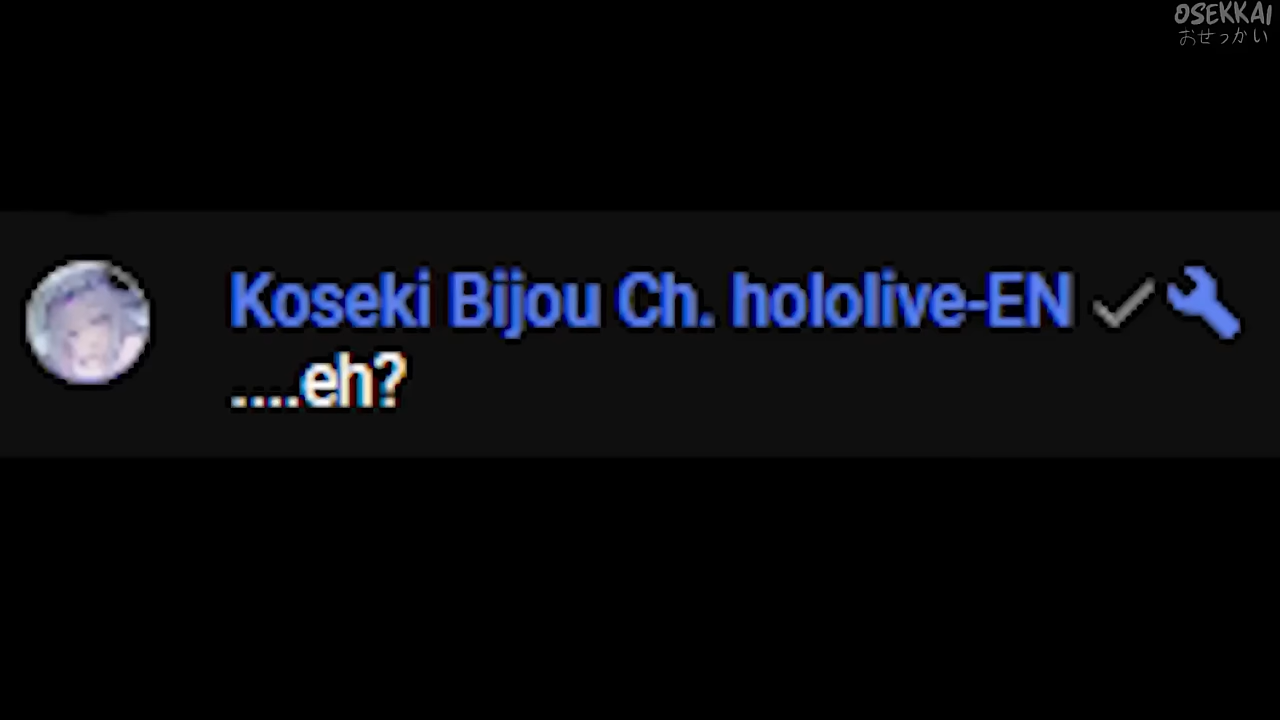 OSEKKAI
おせっかい
Koseki Bijou Ch. hololive-EN
....eh?